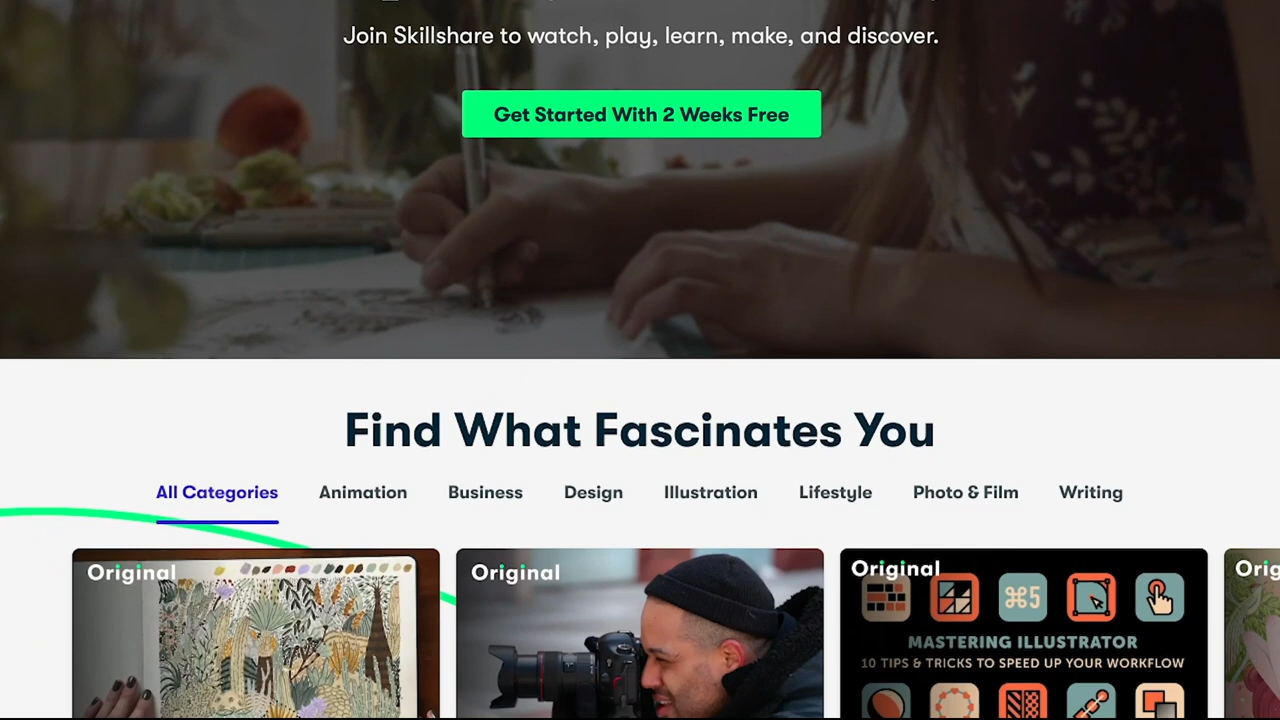 Join Skillshare to watch, play, learn, make, and discover.
Get Started With 2 Weeks Free
Find What Fascinates You
All Categories Animation Business Design Illustration Lifestyle Photo & Film Writing
Original Original Original
⌘5
MASTERING ILLUSTRATOR
10 TIPS & TRICKS TO SPEED UP YOUR WORKFLOW